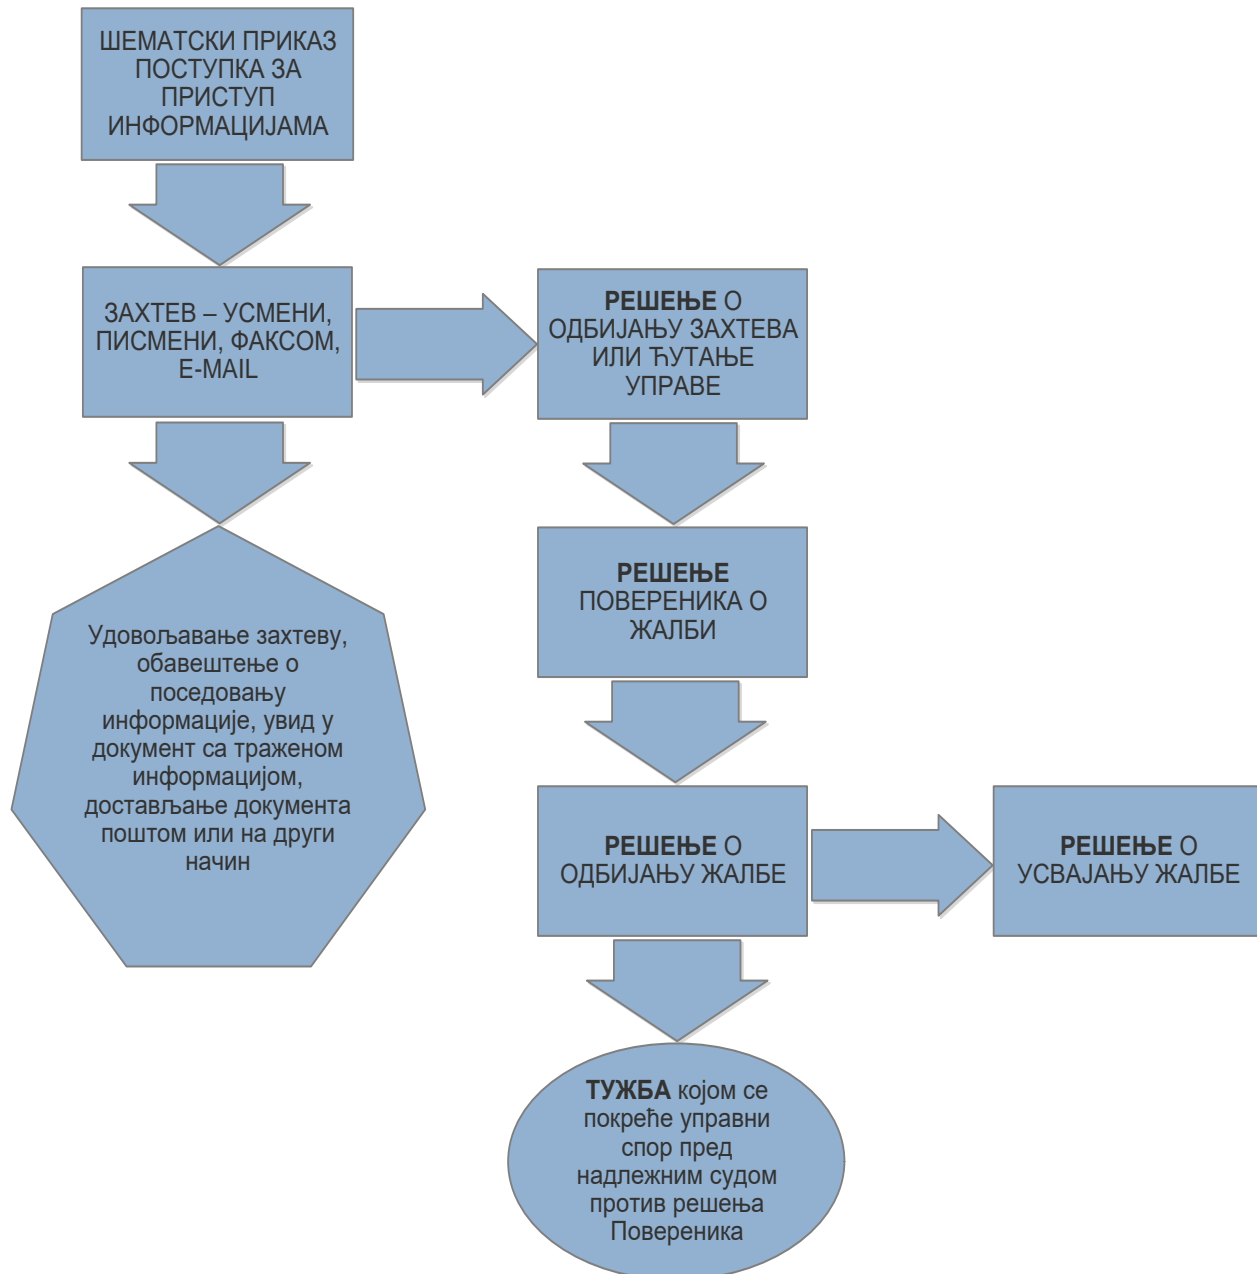 ШЕМАТСКИ ПРИКАЗ
ПОСТУПКА ЗА
ПРИСТУП
ИНФОРМАЦИЈАМА
ЗАХТЕВ – УСМЕНИ,
ПИСМЕНИ, ФАКСОМ,
E-MAIL
РЕШЕЊЕ О
ОДБИЈАЊУ ЗАХТЕВА
ИЛИ ЋУТАЊЕ
УПРАВЕ
Удовољавање захтеву,
обавештење о
поседовању
информације, увид у
документ са траженом
информацијом,
достављање документа
поштом или на други
начин
РЕШЕЊЕ
ПОВЕРЕНИКА О
ЖАЛБИ
РЕШЕЊЕ О
ОДБИЈАЊУ ЖАЛБЕ
РЕШЕЊЕ О
УСВАЈАЊУ ЖАЛБЕ
ТУЖБА којом се
покреће управни
спор пред
надлежним судом
против решења
Повереника